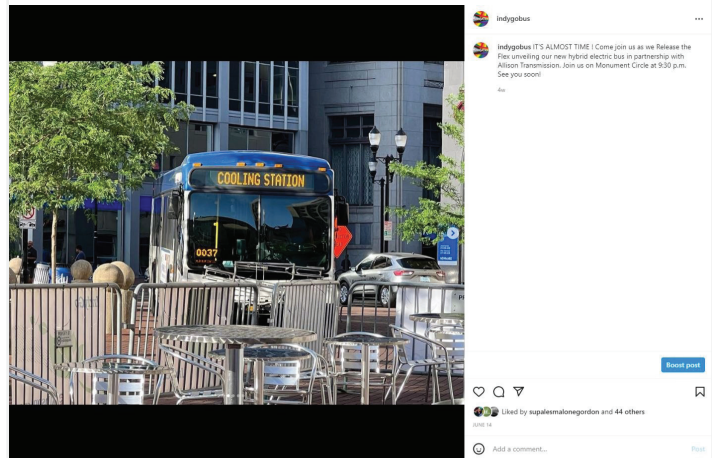 indygobus
indygobus IT'S ALMOST TIME ! Come join us as we Release the
Flex unveiling our new hybrid electric bus in partnership with
Allison Transmission. Join us on Monument Circle at 9:30 p.m.
See you soon!
4w
COOLING STATION
0037
Boost post
Liked by supalesmalonegordon and 44 others
JUNE 14
Add a comment...
Post